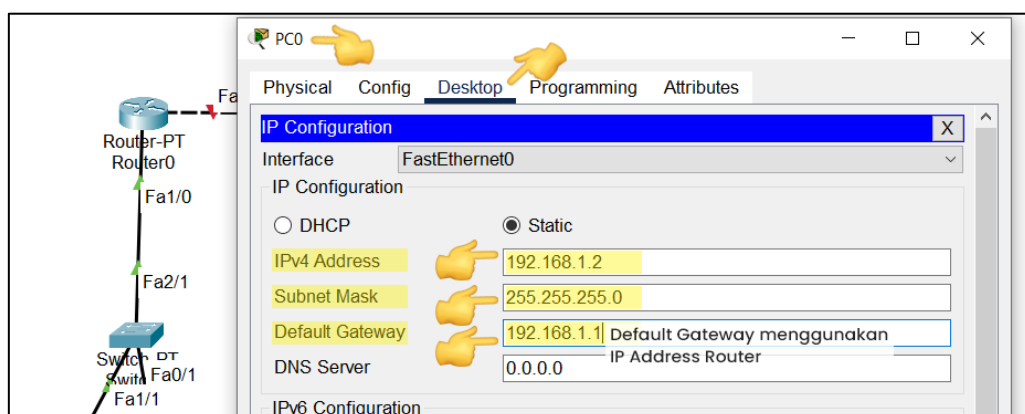 PC0
Physical Config Desktop Programming Attributes
Fa
IP Configuration X
Router-PT
Router0
Interface FastEthernet0
IP Configuration
Fa1/0
DHCP Static
IPv4 Address 192.168.1.2
Fa2/1
Subnet Mask 255.255.255.0
Default Gateway 192.168.1.1 Default Gateway menggunakan
IP Address Router
DNS Server 0.0.0.0
Switch-PT
Fa0/1
Fa1/1
IPv6 Configuration